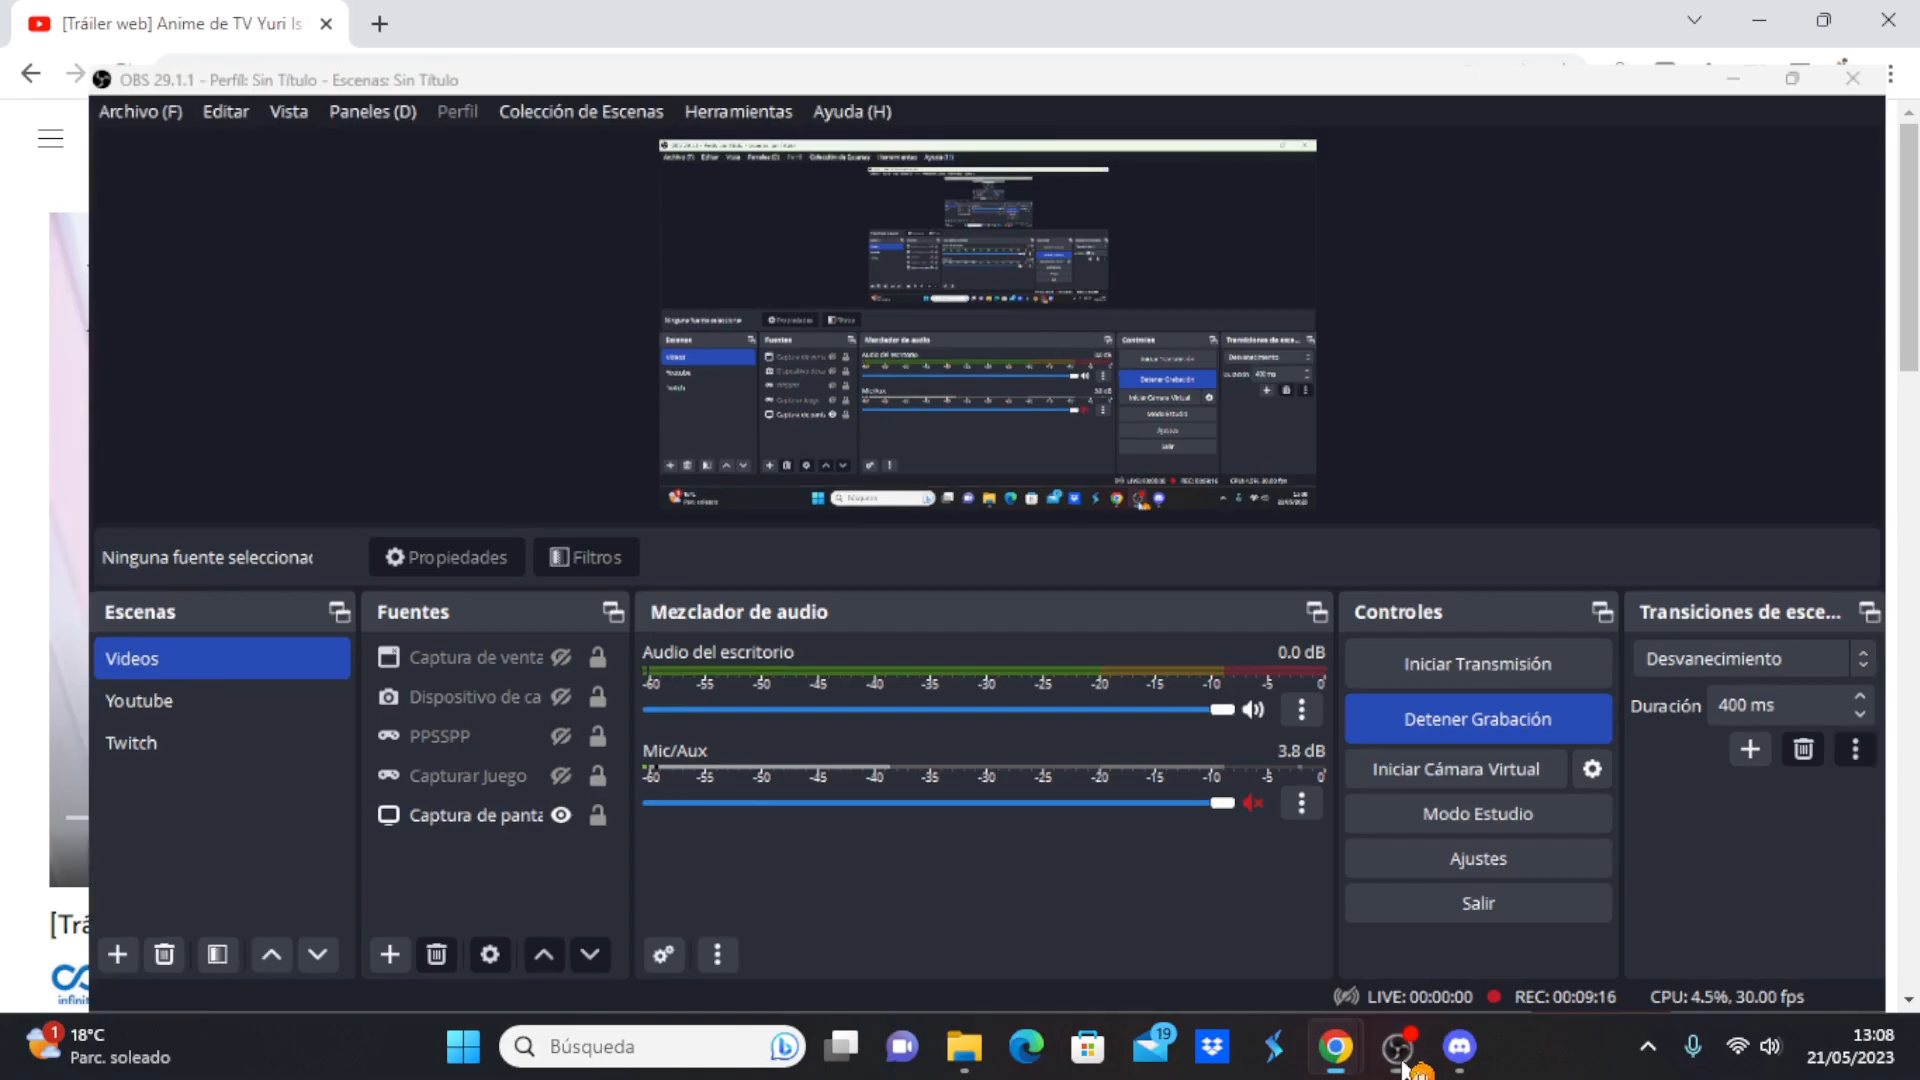 [Tráiler web] Anime de TV Yuri Is
OBS 29.1.1 - Perfil: Sin Título - Escenas: Sin Título
Archivo (F) Editar Vista Paneles (D) Perfil Colección de Escenas Herramientas Ayuda (H)
Ninguna fuente seleccionac Propiedades Filtros
Escenas
Videos
Youtube
Twitch
Fuentes
Captura de venta
Dispositivo de ca
PPSSPP
Capturar Juego
Captura de panta
Mezclador de audio
Audio del escritorio 0.0 dB
-60 -55 -50 -45 -40 -35 -30 -25 -20 -15 -10 -5 0
Mic/Aux 3.8 dB
-60 -55 -50 -45 -40 -35 -30 -25 -20 -15 -10 -5 0
Controles
Iniciar Transmisión
Detener Grabación
Iniciar Cámara Virtual
Modo Estudio
Ajustes
Salir
Transiciones de esce...
Desvanecimiento
Duración 400 ms
[Trá
infinit
LIVE: 00:00:00 REC: 00:09:16 CPU: 4.5%, 30.00 fps
1 18°C
Parc. soleado
Búsqueda
19
13:08
21/05/2023